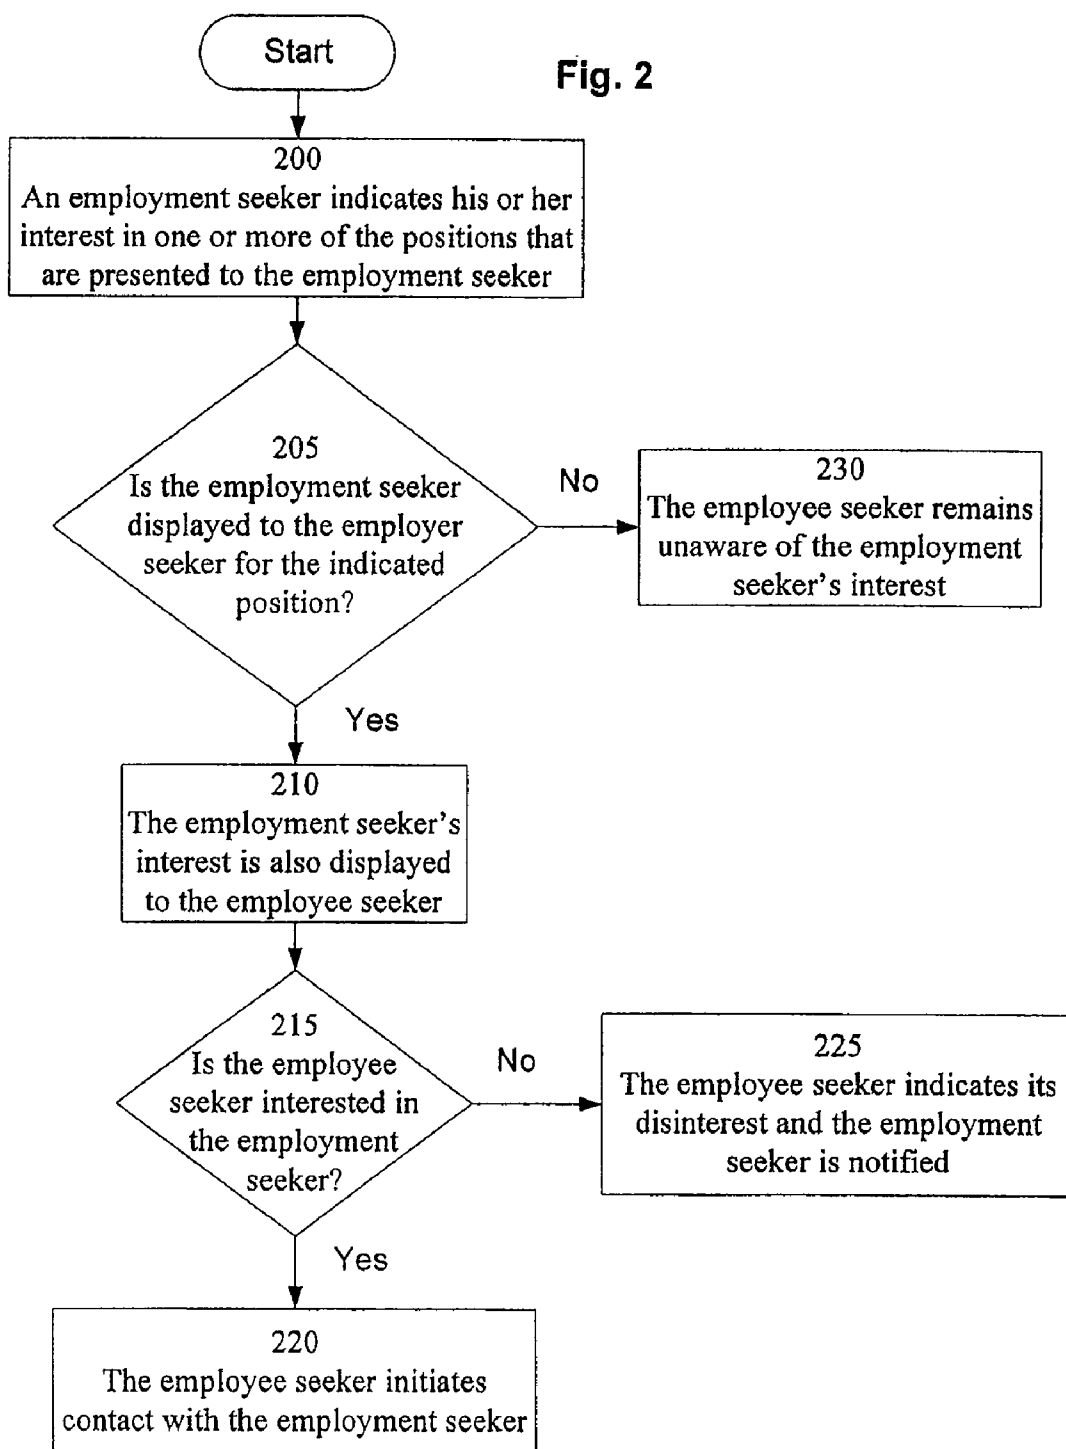 Start
Fig. 2
200
An employment seeker indicates his or her
interest in one or more of the positions that
are presented to the employment seeker
205
Is the employment seeker
displayed to the employer
seeker for the indicated
position?
No
230
The employee seeker remains
unaware of the employment
seeker's interest
Yes
210
The employment seeker's
interest is also displayed
to the employee seeker
215
Is the employee
seeker interested in
the employment
seeker?
No
225
The employee seeker indicates its
disinterest and the employment
seeker is notified
Yes
220
The employee seeker initiates
contact with the employment seeker